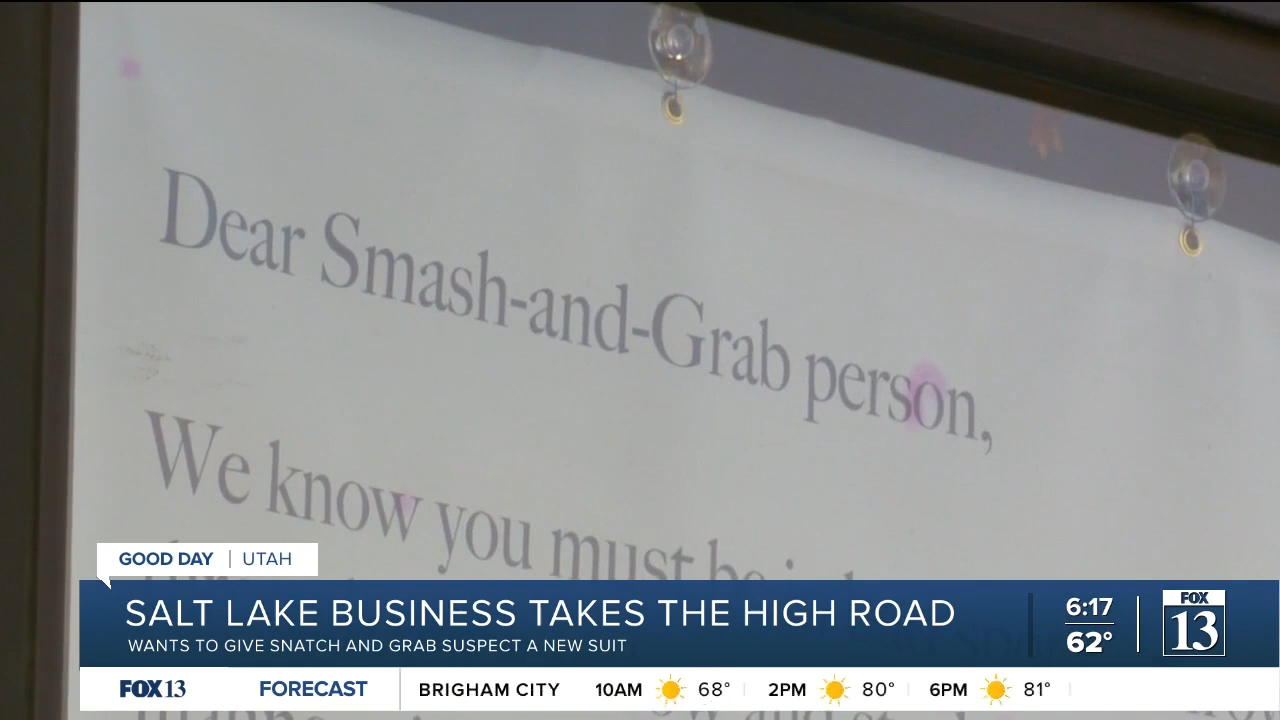 Dear Smash-and-Grab person,
We know you must be in
GOOD DAY | UTAH
SALT LAKE BUSINESS TAKES THE HIGH ROAD
WANTS TO GIVE SNATCH AND GRAB SUSPECT A NEW SUIT
6:17
62°
FOX
13
FOX 13
FORECAST
BRIGHAM CITY 10AM 68° 2PM 80° 6PM 81°